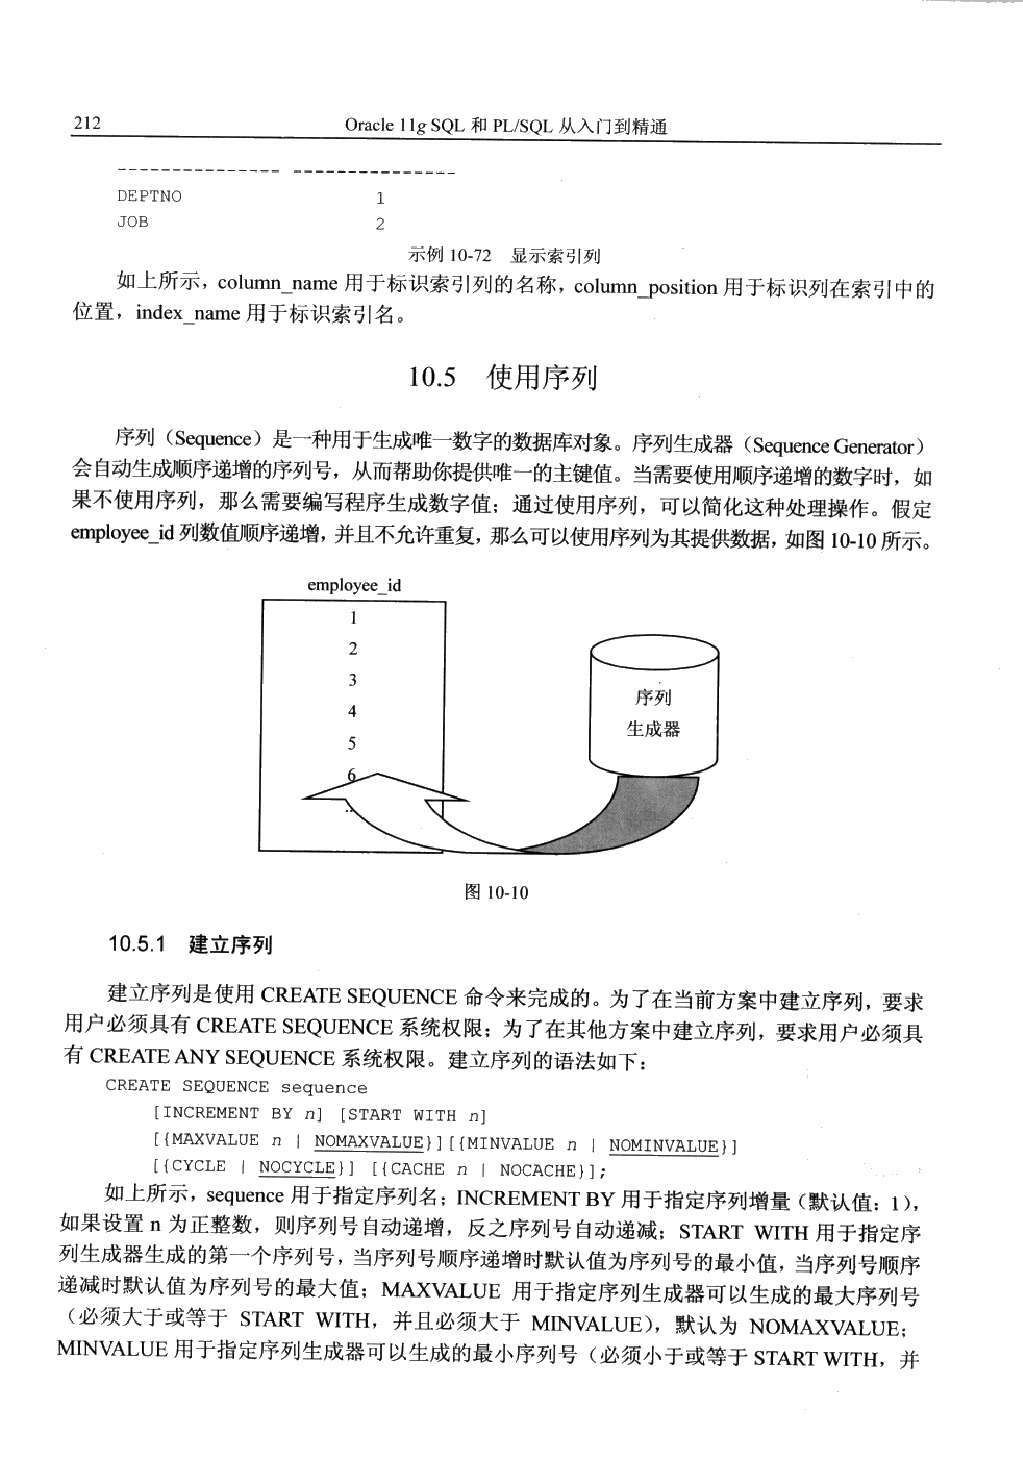 212
Oracle 11g SQL 和 PL/SQL 从入门到精通
--------------- ---------------
DEPTNO 1
JOB 2
示例 10-72 显示索引列
如上所示，column_name 用于标识索引列的名称，column_position 用于标识列在索引中的
位置，index_name 用于标识索引名。
10.5 使用序列
序列（Sequence）是一种用于生成唯一数字的数据库对象。序列生成器（Sequence Generator）
会自动生成顺序递增的序列号，从而帮助你提供唯一的主键值。当需要使用顺序递增的数字时，如
果不使用序列，那么需要编写程序生成数字值；通过使用序列，可以简化这种处理操作。假定
employee_id 列数值顺序递增，并且不允许重复，那么可以使用序列为其提供数据，如图 10-10 所示。
employee_id
1
2
3
4
5
6
..
序列
生成器
图 10-10
10.5.1 建立序列
建立序列是使用 CREATE SEQUENCE 命令来完成的。为了在当前方案中建立序列，要求
用户必须具有 CREATE SEQUENCE 系统权限；为了在其他方案中建立序列，要求用户必须具
有 CREATE ANY SEQUENCE 系统权限。建立序列的语法如下：
CREATE SEQUENCE sequence
[INCREMENT BY n] [START WITH n]
[{MAXVALUE n | NOMAXVALUE}][{MINVALUE n | NOMINVALUE}]
[{CYCLE | NOCYCLE}] [{CACHE n | NOCACHE}];
如上所示，sequence 用于指定序列名；INCREMENT BY 用于指定序列增量（默认值：1），
如果设置 n 为正整数，则序列号自动递增，反之序列号自动递减；START WITH 用于指定序
列生成器生成的第一个序列号，当序列号顺序递增时默认值为序列号的最小值，当序列号顺序
递减时默认值为序列号的最大值；MAXVALUE 用于指定序列生成器可以生成的最大序列号
（必须大于或等于 START WITH，并且必须大于 MINVALUE），默认为 NOMAXVALUE；
MINVALUE 用于指定序列生成器可以生成的最小序列号（必须小于或等于 START WITH，并